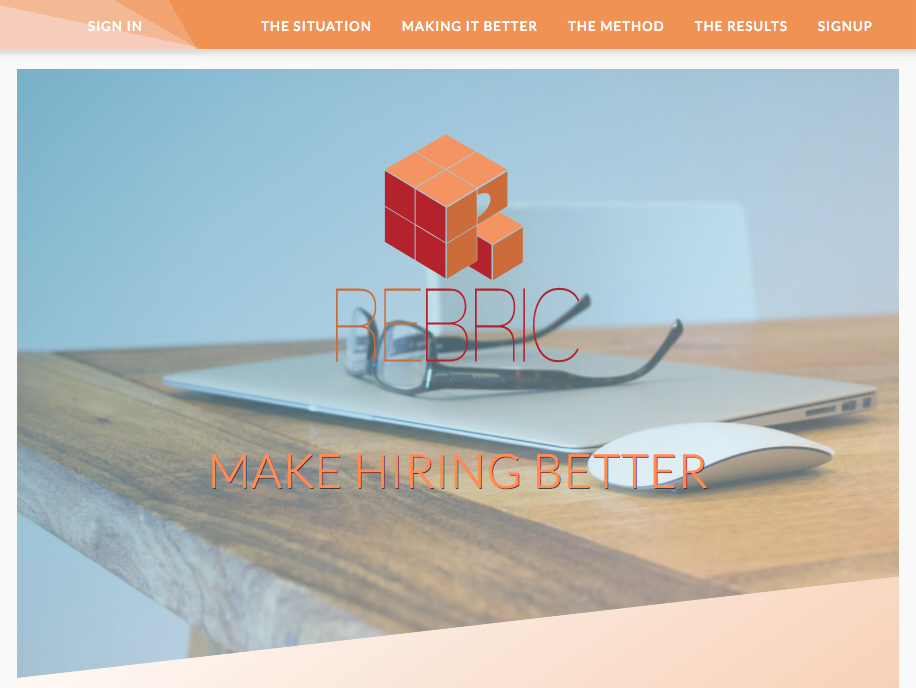 SIGN IN THE SITUATION MAKING IT BETTER THE METHOD THE RESULTS SIGNUP
REBRIC
MAKE HIRING BETTER